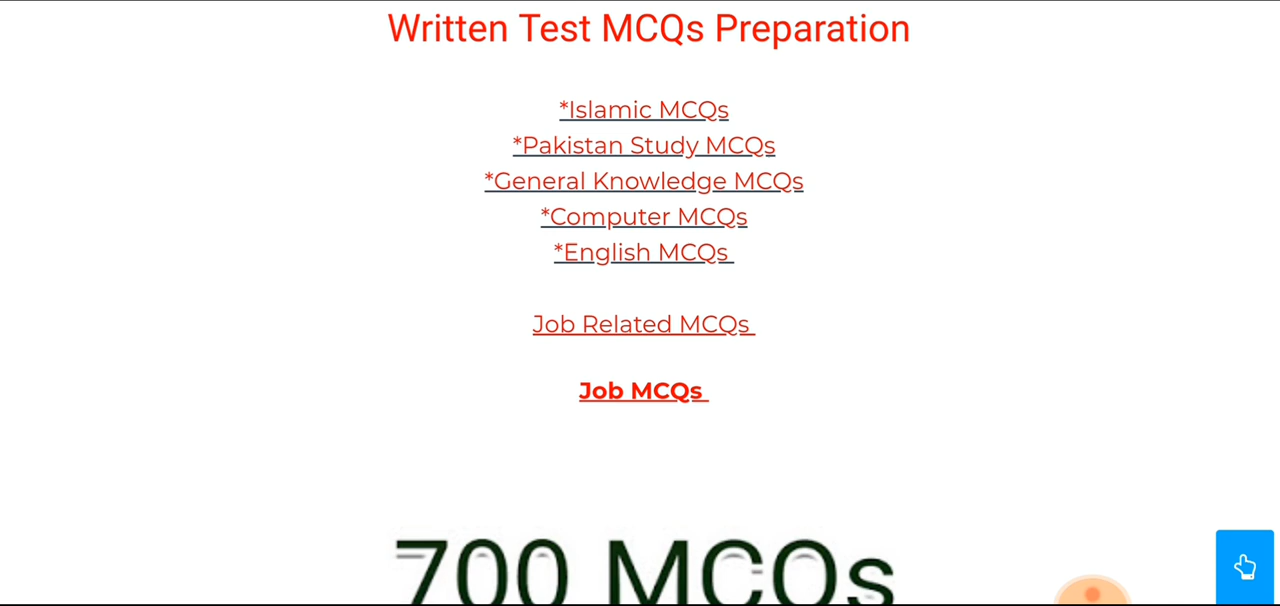 Written Test MCQs Preparation
*Islamic MCQs
*Pakistan Study MCQs
*General Knowledge MCQs
*Computer MCQs
*English MCQs
Job Related MCQs
Job MCQs
700 MCQs